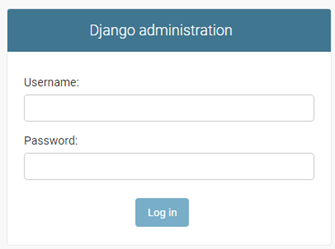 Django administration
Username:
Password:
Log in